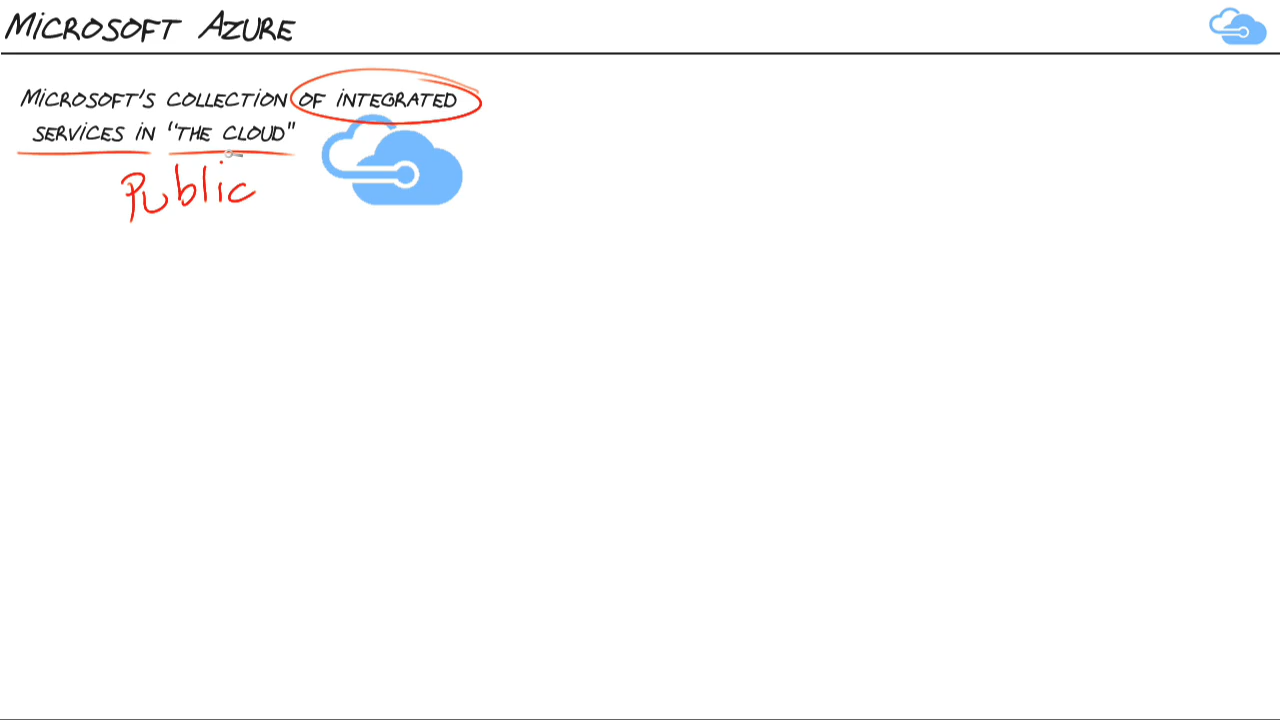 Microsoft Azure
Microsoft's collection of integrated
services in "the cloud"
Public